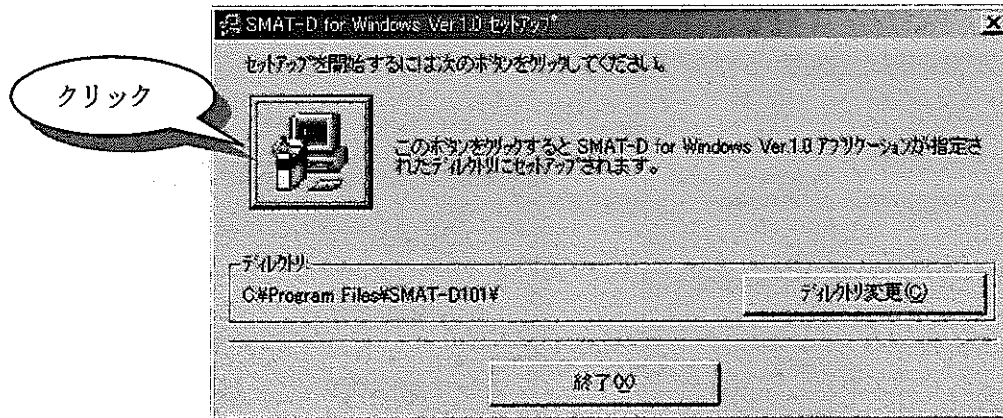 SMAT-D for Windows Ver 1.0 セットアップ
セットアップを開始するには次のボタンをクリックしてください。
クリック
このボタンをクリックすると SMAT-D for Windows Ver 1.0 アプリケーションが指定さ
れたディレクトリにセットアップされます。
ディレクトリ:
C:¥Program Files¥SMAT-D101¥
ディレクトリ変更(C)
終了(X)